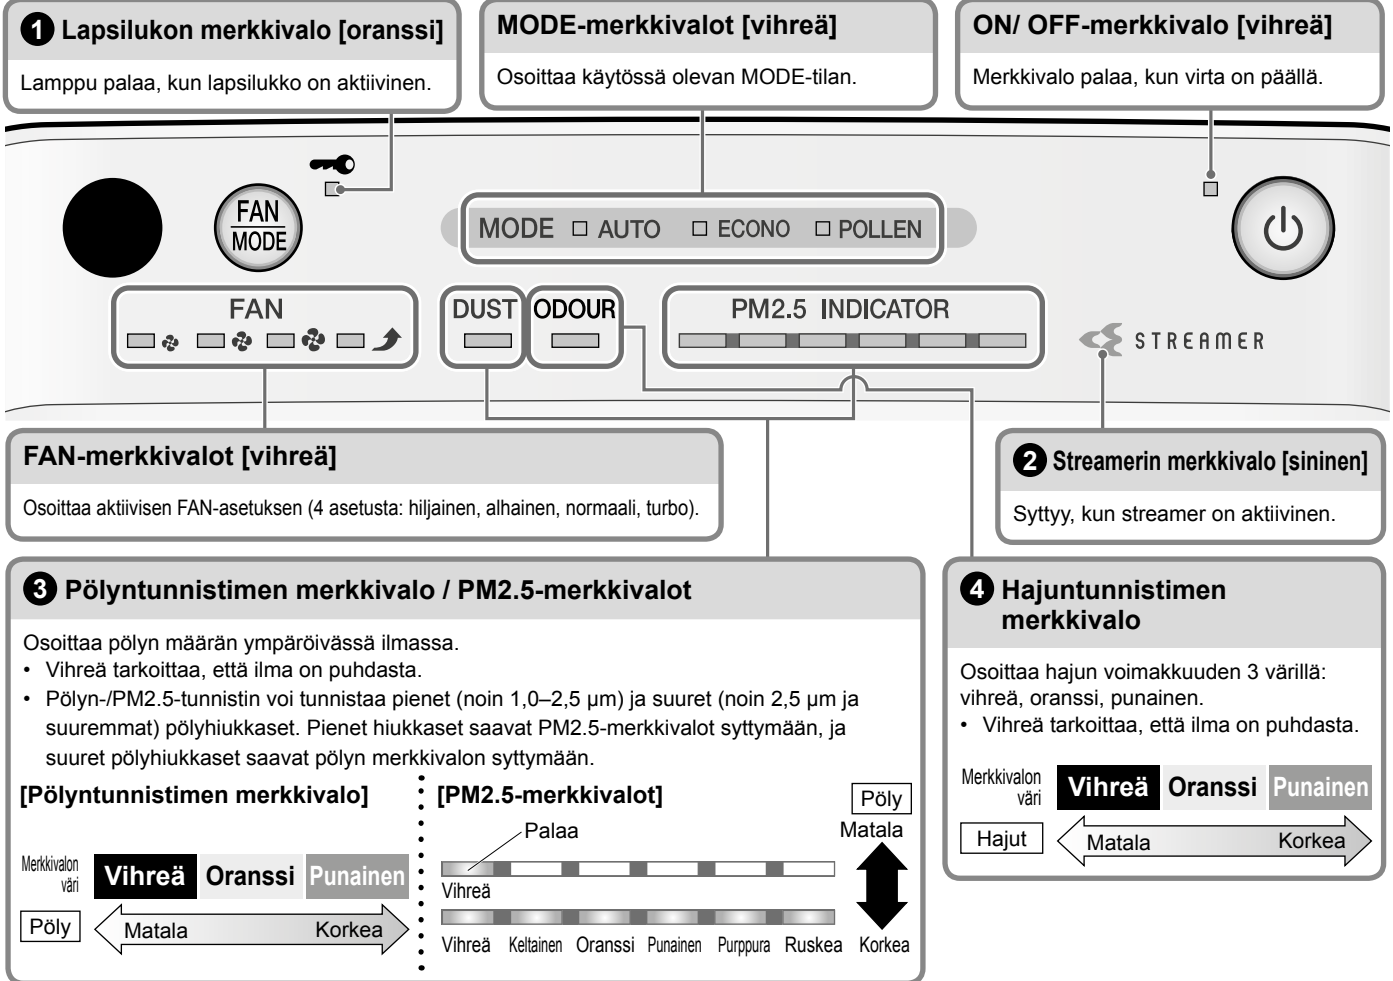 1 Lapsilukon merkkivalo [oranssi]
Lamppu palaa, kun lapsilukko on aktiivinen.
MODE-merkkivalot [vihreä]
Osoittaa käytössä olevan MODE-tilan.
ON/ OFF-merkkivalo [vihreä]
Merkkivalo palaa, kun virta on päällä.
FAN
MODE
MODE AUTO ECONO POLLEN
FAN
DUST
ODOUR
PM2.5 INDICATOR
STREAMER
FAN-merkkivalot [vihreä]
Osoittaa aktiivisen FAN-asetuksen (4 asetusta: hiljainen, alhainen, normaali, turbo).
2 Streamerin merkkivalo [sininen]
Syttyy, kun streamer on aktiivinen.
3 Pölyntunnistimen merkkivalo / PM2.5-merkkivalot
Osoittaa pölyn määrän ympäröivässä ilmassa.
• Vihreä tarkoittaa, että ilma on puhdasta.
• Pölyn-/PM2.5-tunnistin voi tunnistaa pienet (noin 1,0–2,5 μm) ja suuret (noin 2,5 μm ja
suuremmat) pölyhiukkaset. Pienet hiukkaset saavat PM2.5-merkkivalot syttymään, ja
suuret pölyhiukkaset saavat pölyn merkkivalon syttymään.
[Pölyntunnistimen merkkivalo]
Merkkivalon
väri
Vihreä Oranssi Punainen
Pöly
Matala Korkea
[PM2.5-merkkivalot]
Pöly
Palaa
Matala
Vihreä
Vihreä Keltainen Oranssi Punainen Purppura Ruskea Korkea
4 Hajuntunnistimen
merkkivalo
Osoittaa hajun voimakkuuden 3 värillä:
vihreä, oranssi, punainen.
• Vihreä tarkoittaa, että ilma on puhdasta.
Merkkivalon
väri
Vihreä Oranssi Punainen
Hajut
Matala Korkea